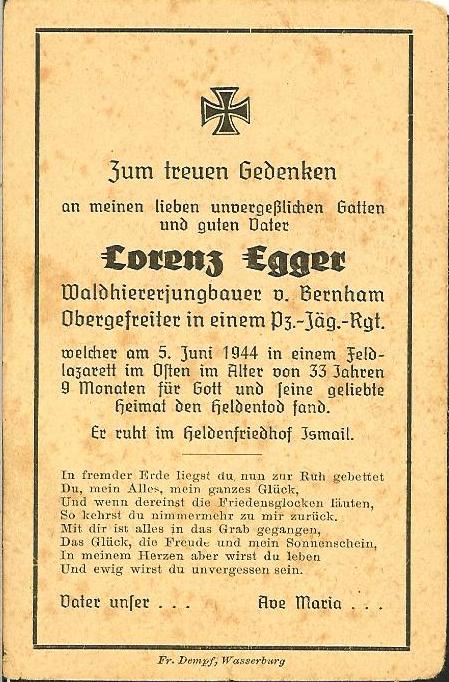 Zum treuen Gedenken
an meinen lieben unvergeßlichen Gatten
und guten Vater
Lorenz Egger
Waldhiererjungbauer v. Bernham
Obergefreiter in einem Pz.-Jäg.-Rgt.
welcher am 5. Juni 1944 in einem Feld-
lazarett im Osten im Alter von 33 Jahren
9 Monaten für Gott und seine geliebte
Heimat den Heldentod fand.
Er ruht im Heldenfriedhof Ismail.
In fremder Erde liegst du nun zur Ruh gebettet
Du, mein Alles, mein ganzes Glück,
Und wenn dereinst die Friedensglocken läuten,
So kehrst du nimmermehr zu mir zurück.
Mit dir ist alles in das Grab gegangen,
Das Glück, die Freude und mein Sonnenschein,
In meinem Herzen aber wirst du leben
Und ewig wirst du unvergessen sein.
Vater unser . . . Ave Maria . . .
Fr. Dempf, Wasserburg